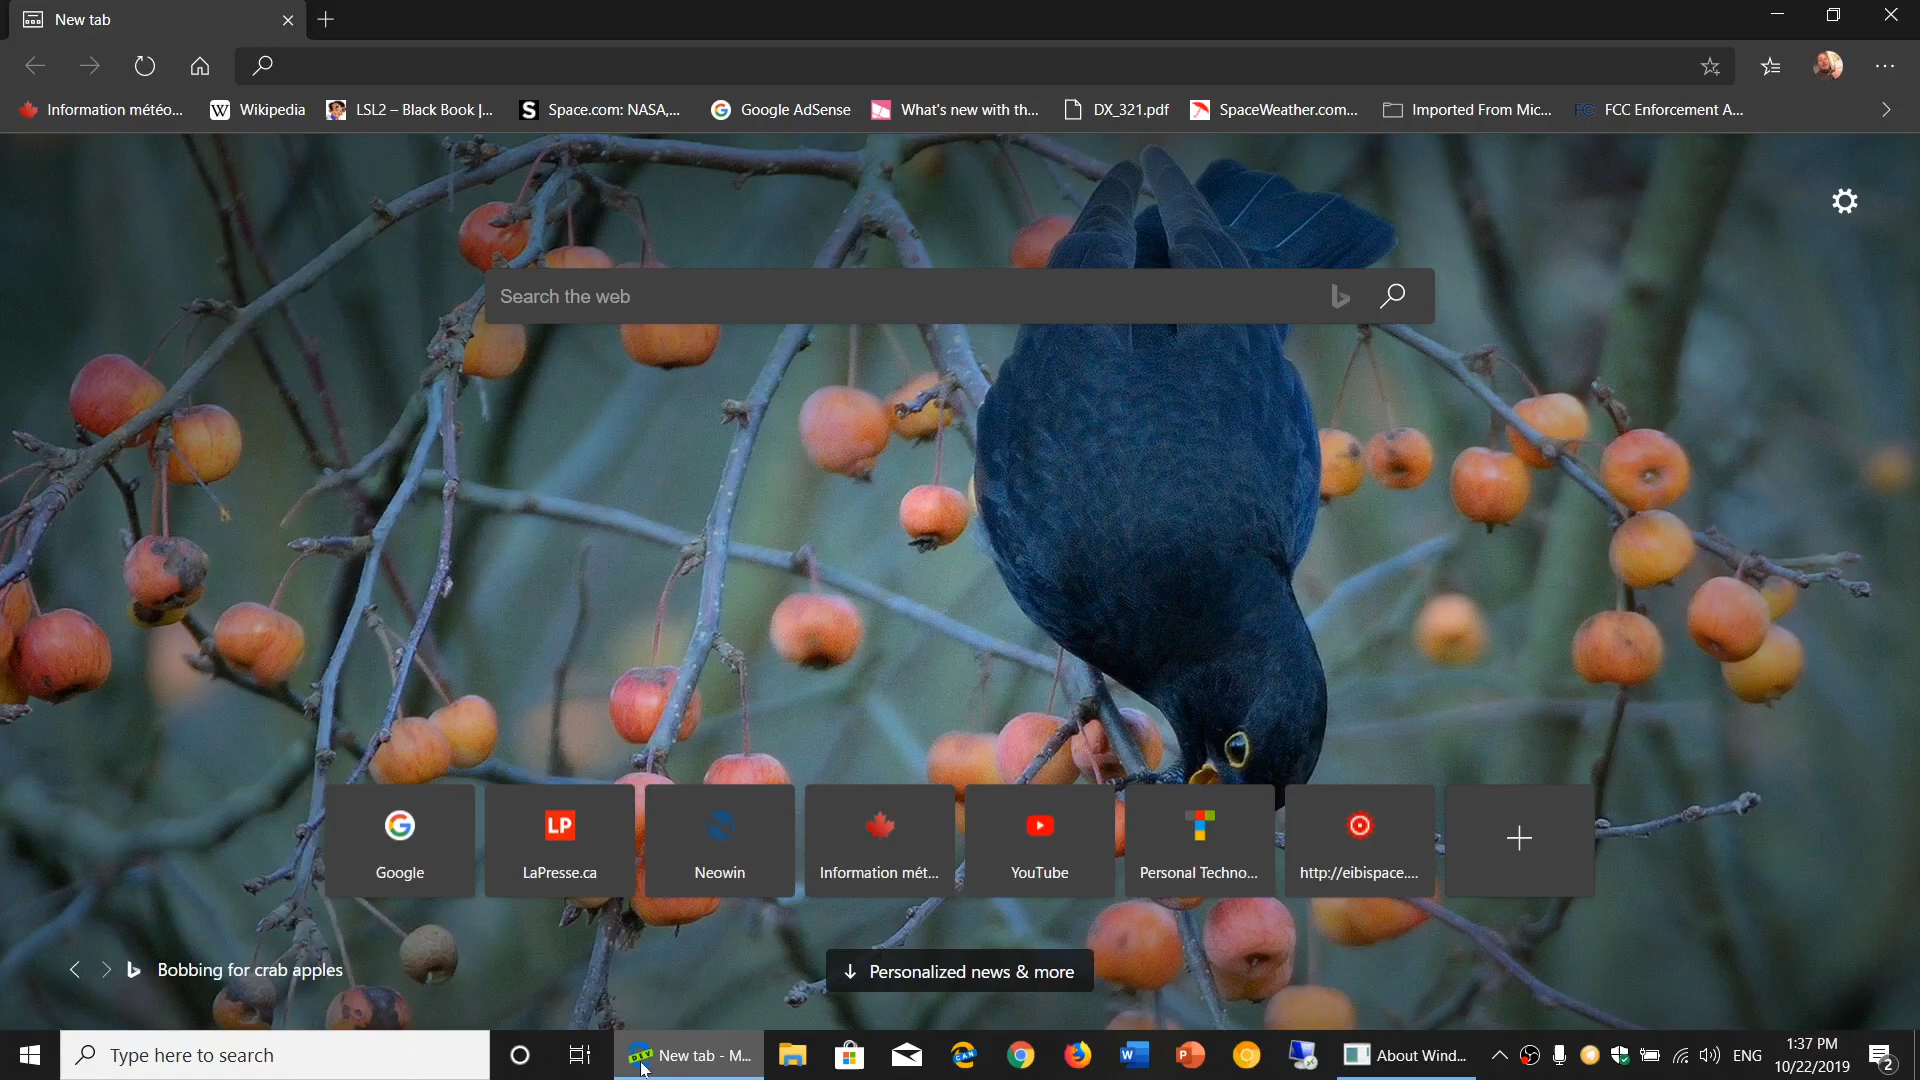 New tab
Information météo...
W Wikipedia
LSL2 – Black Book |...
S Space.com: NASA,...
G Google AdSense
What's new with th...
DX_321.pdf
SpaceWeather.com...
Imported From Mic...
FC FCC Enforcement A...
Search the web
Google
LP
LaPresse.ca
Neowin
Information mét...
YouTube
Personal Techno...
http://eibispace....
Bobbing for crab apples
Personalized news & more
Type here to search
DEV
New tab - M...
CAN
W
P
About Wind...
ENG
1:37 PM
10/22/2019
2